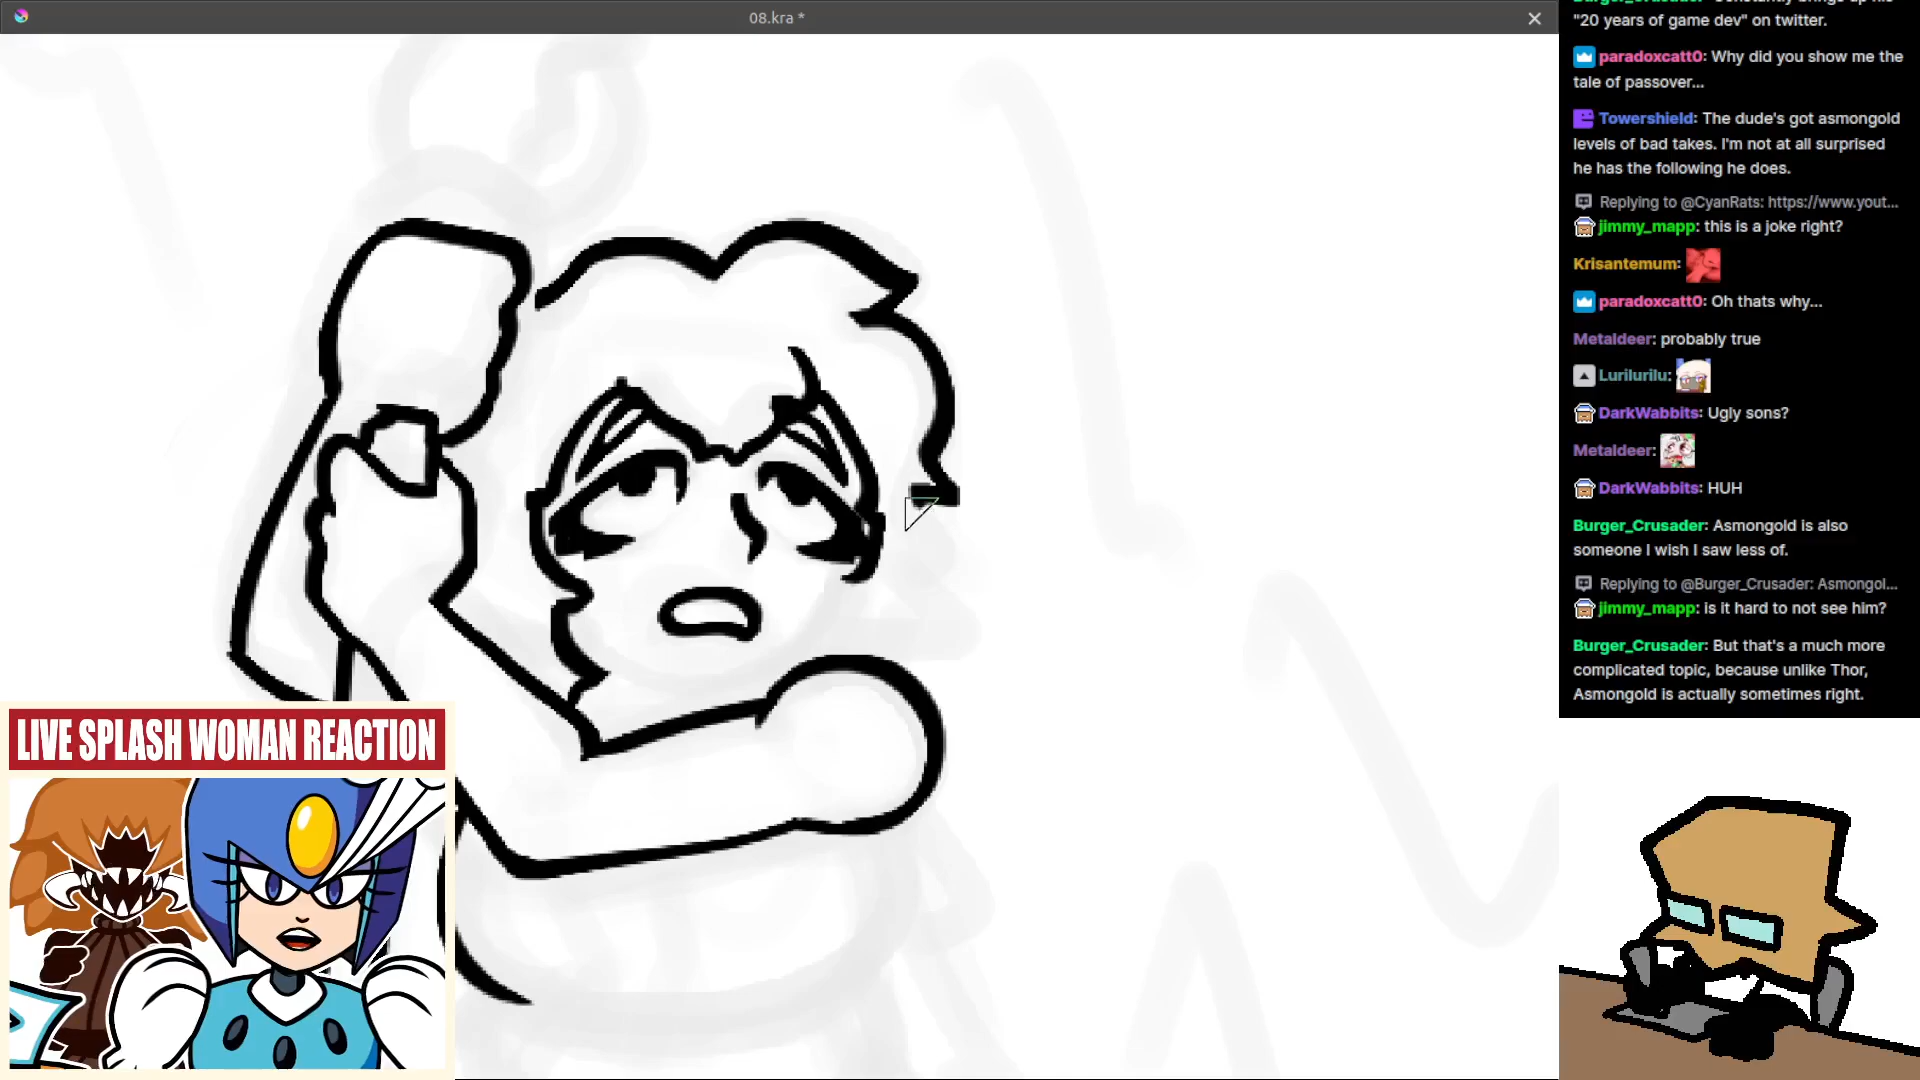 08.kra *
"20 years of game dev" on twitter.
paradoxcatt0: Why did you show me the
tale of passover...
Towershield: The dude's got asmongold
levels of bad takes. I'm not at all surprised
he has the following he does.
Replying to @CyanRats: https://www.yout...
jimmy_mapp: this is a joke right?
Krisantemum:
paradoxcatt0: Oh thats why...
Metaldeer: probably true
Lurilurilu:
DarkWabbits: Ugly sons?
Metaldeer:
DarkWabbits: HUH
Burger_Crusader: Asmongold is also
someone I wish I saw less of.
Replying to @Burger_Crusader: Asmongol...
jimmy_mapp: is it hard to not see him?
Burger_Crusader: But that's a much more
complicated topic, because unlike Thor,
Asmongold is actually sometimes right.
LIVE SPLASH WOMAN REACTION